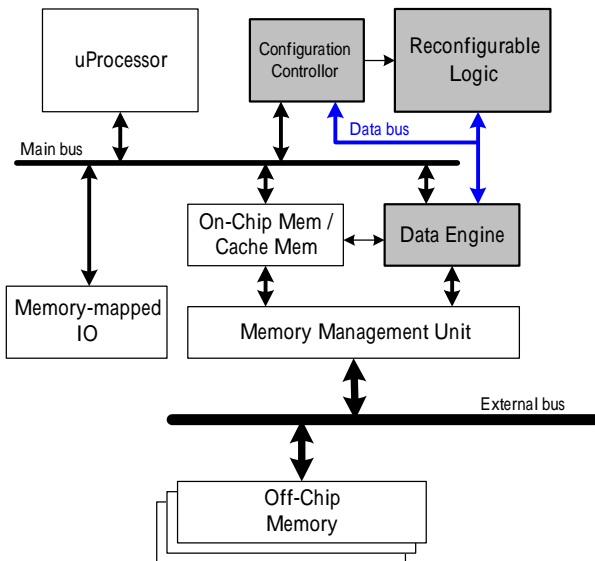 uProcessor
Configuration
Controllor
Reconfigurable
Logic
Data bus
Main bus
On-Chip Mem /
Cache Mem
Data Engine
Memory-mapped
IO
Memory Management Unit
External bus
Off-Chip
Memory